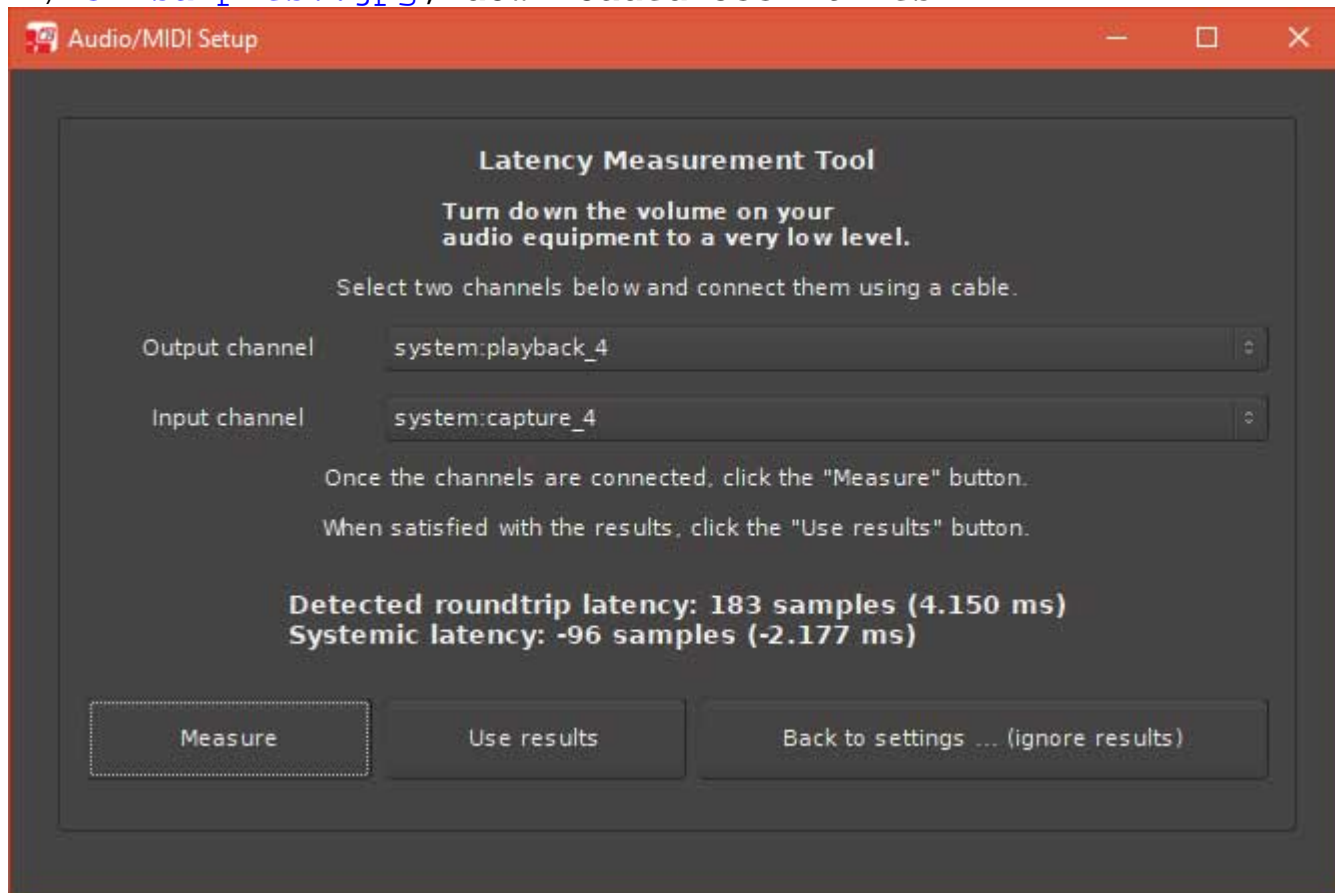 Audio/MIDI Setup
Latency Measurement Tool
Turn down the volume on your
audio equipment to a very low level.
Select two channels below and connect them using a cable.
Output channel system:playback_4
Input channel system:capture_4
Once the channels are connected, click the "Measure" button.
When satisfied with the results, click the "Use results" button.
Detected roundtrip latency: 183 samples (4.150 ms)
Systemic latency: -96 samples (-2.177 ms)
Measure Use results Back to settings ... (ignore results)